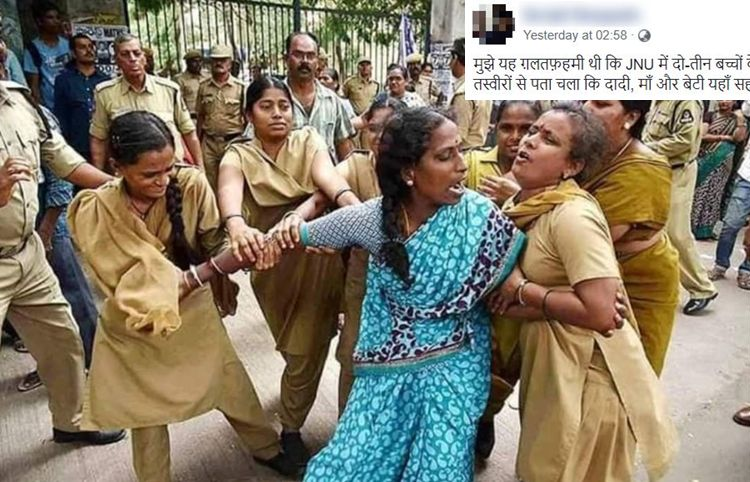 Yesterday at 02:58
मुझे यह ग़लतफ़हमी थी कि JNU में दो-तीन बच्चों
तस्वीरों से पता चला कि दादी, माँ और बेटी यहाँ